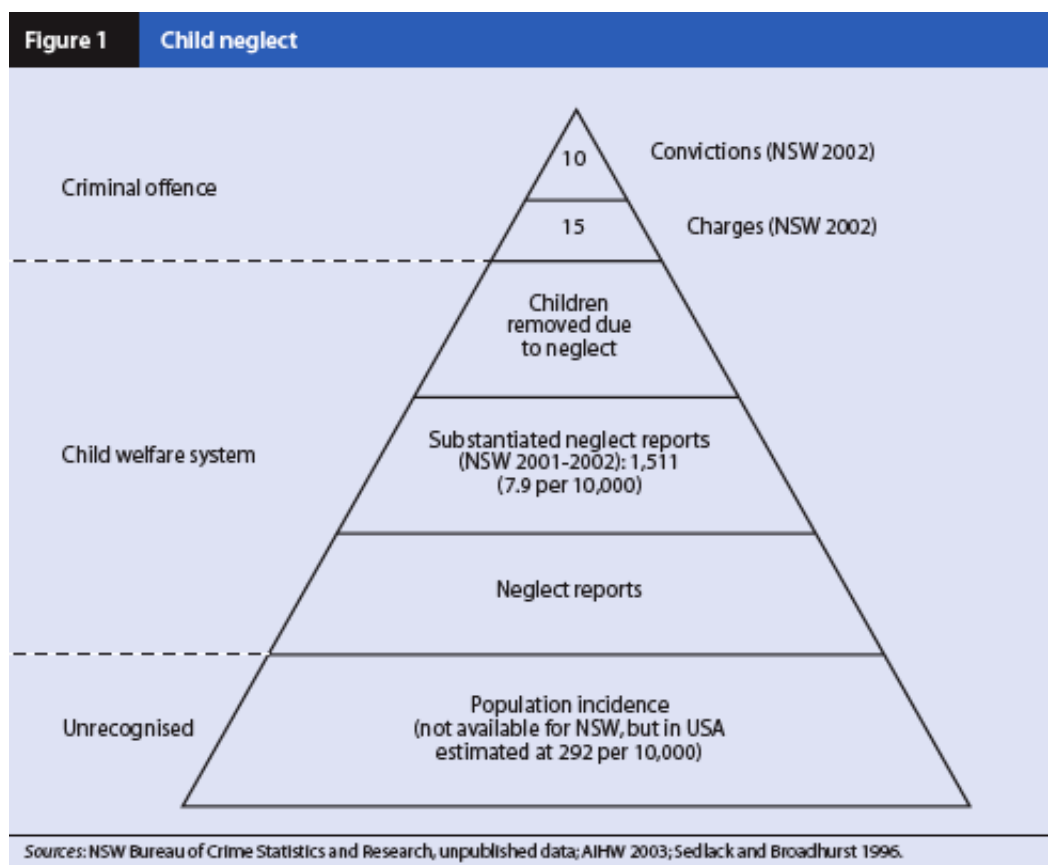 Figure 1 Child neglect
10
Convictions (NSW 2002)
Criminal offence
15
Charges (NSW 2002)
Children
removed due
to neglect
Substantiated neglect reports
(NSW 2001-2002): 1,511
(7.9 per 10,000)
Child welfare system
Neglect reports
Population incidence
(not available for NSW, but in USA
estimated at 292 per 10,000)
Unrecognised
Sources: NSW Bureau of Crime Statistics and Research, unpublished data; AIHW 2003; Sedlack and Broadhurst 1996.